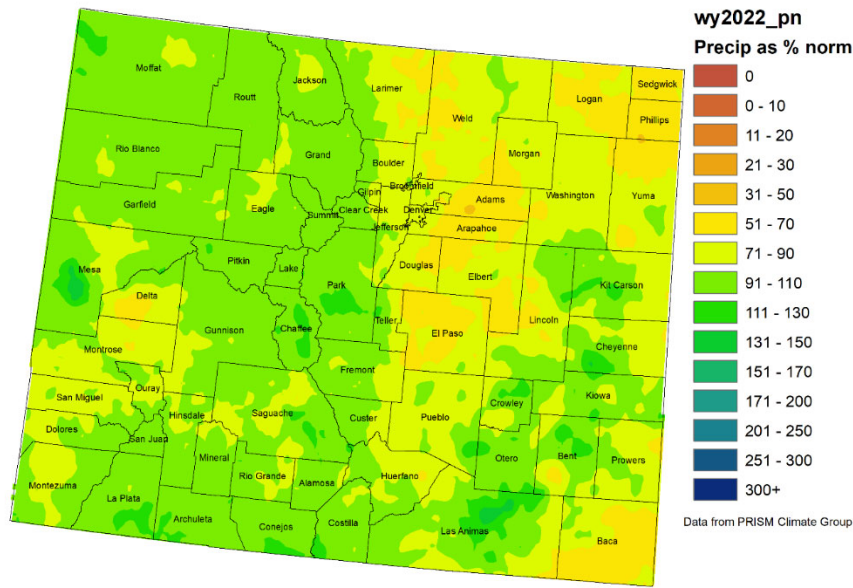 wy2022_pn
Precip as % norm
0
0 - 10
11 - 20
21 - 30
31 - 50
51 - 70
71 - 90
91 - 110
111 - 130
131 - 150
151 - 170
171 - 200
201 - 250
251 - 300
300+
Data from PRISM Climate Group
Moffat
Routt
Jackson
Larimer
Weld
Logan
Sedgwick
Phillips
Rio Blanco
Grand
Boulder
Morgan
Broomfield
Washington
Yuma
Garfield
Eagle
Summit
Gilpin
Clear Creek
Denver
Adams
Jefferson
Arapahoe
Mesa
Pitkin
Lake
Park
Douglas
Elbert
Kit Carson
Delta
Gunnison
Chaffee
Teller
El Paso
Lincoln
Cheyenne
Montrose
Fremont
Ouray
San Miguel
Hinsdale
Saguache
Custer
Pueblo
Crowley
Kiowa
Dolores
San Juan
Mineral
Rio Grande
Alamosa
Huerfano
Otero
Bent
Prowers
Montezuma
La Plata
Archuleta
Conejos
Costilla
Las Animas
Baca